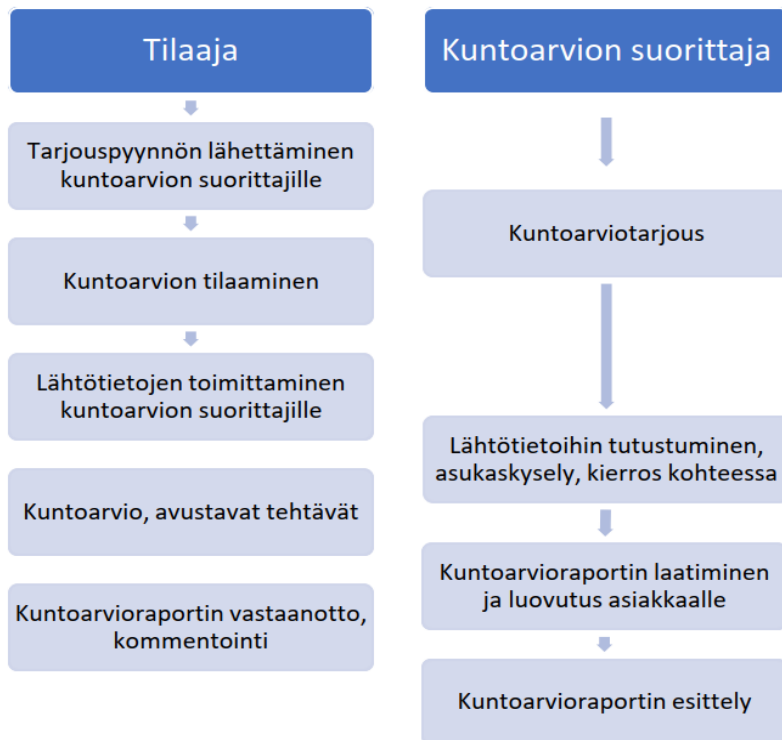 Tilaaja
Tarjouspyynnön lähettäminen
kuntoarvion suorittajille
Kuntoarvion tilaaminen
Lähtötietojen toimittaminen
kuntoarvion suorittajille
Kuntoarvio, avustavat tehtävät
Kuntoarvioraportin vastaanotto,
kommentointi
Kuntoarvion suorittaja
Kuntoarviotarjous
Lähtötietoihin tutustuminen,
asukaskysely, kierros kohteessa
Kuntoarvioraportin laatiminen
ja luovutus asiakkaalle
Kuntoarvioraportin esittely